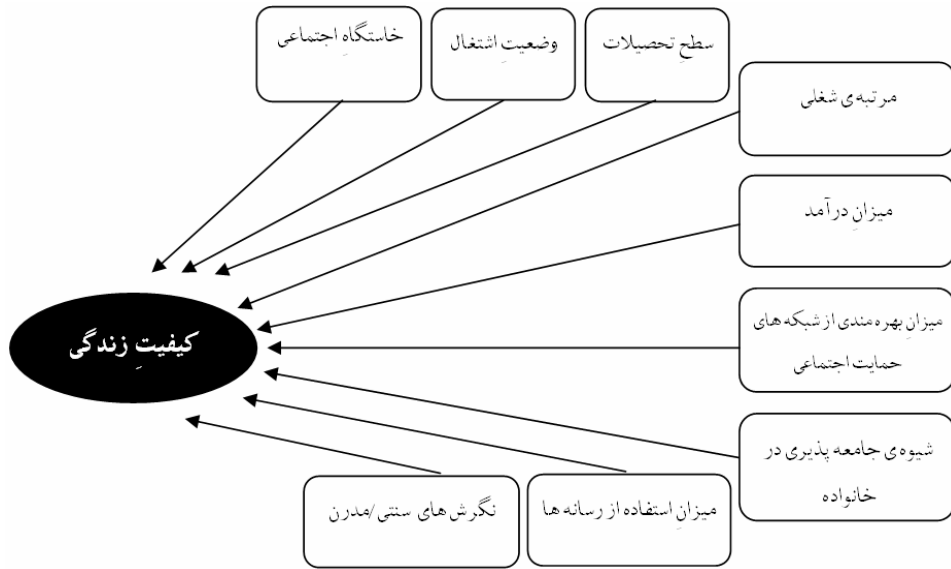 خاستگاهِ اجتماعی
وضعیتِ اشتغال
سطحِ تحصیلات
مرتبه‌ی شغلی
میزانِ درآمد
میزانِ بهره مندی از شبکه های
حمایت اجتماعی
شیوه‌ی جامعه پذیری در
خانواده
میزانِ استفاده از رسانه ها
نگرش های سنتی/مدرن
کیفیتِ زندگی